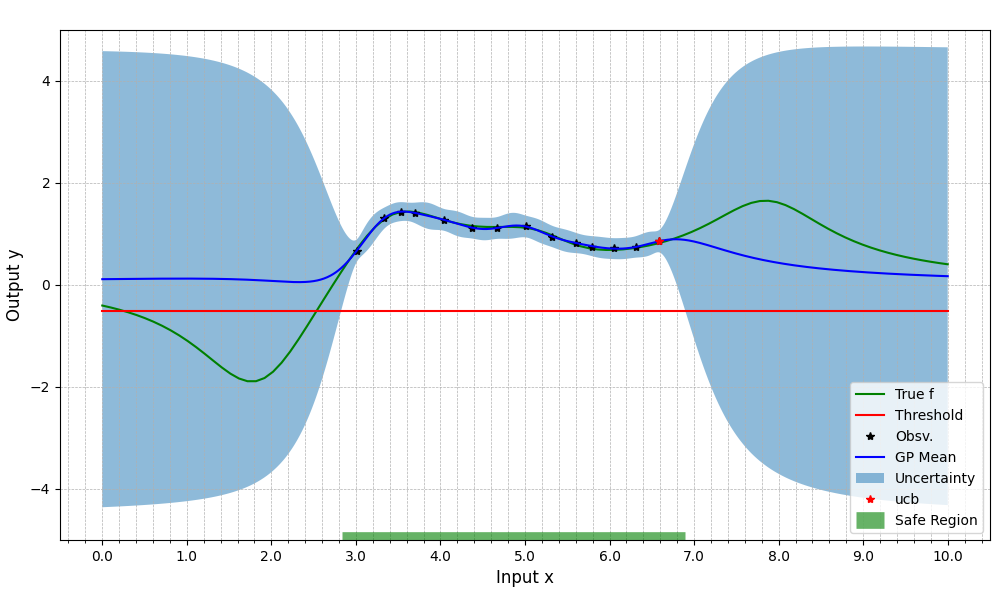 4
2
0
−2
−4
Output y
0.0 1.0 2.0 3.0 4.0 5.0 6.0 7.0 8.0 9.0 10.0
Input x
True f
Threshold
Obsv.
GP Mean
Uncertainty
ucb
Safe Region